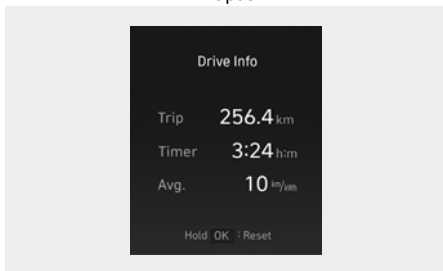 Drive Info
Trip 256.4 km
Timer 3:24 h:m
Avg. 10 km/kWh
Hold OK : Reset